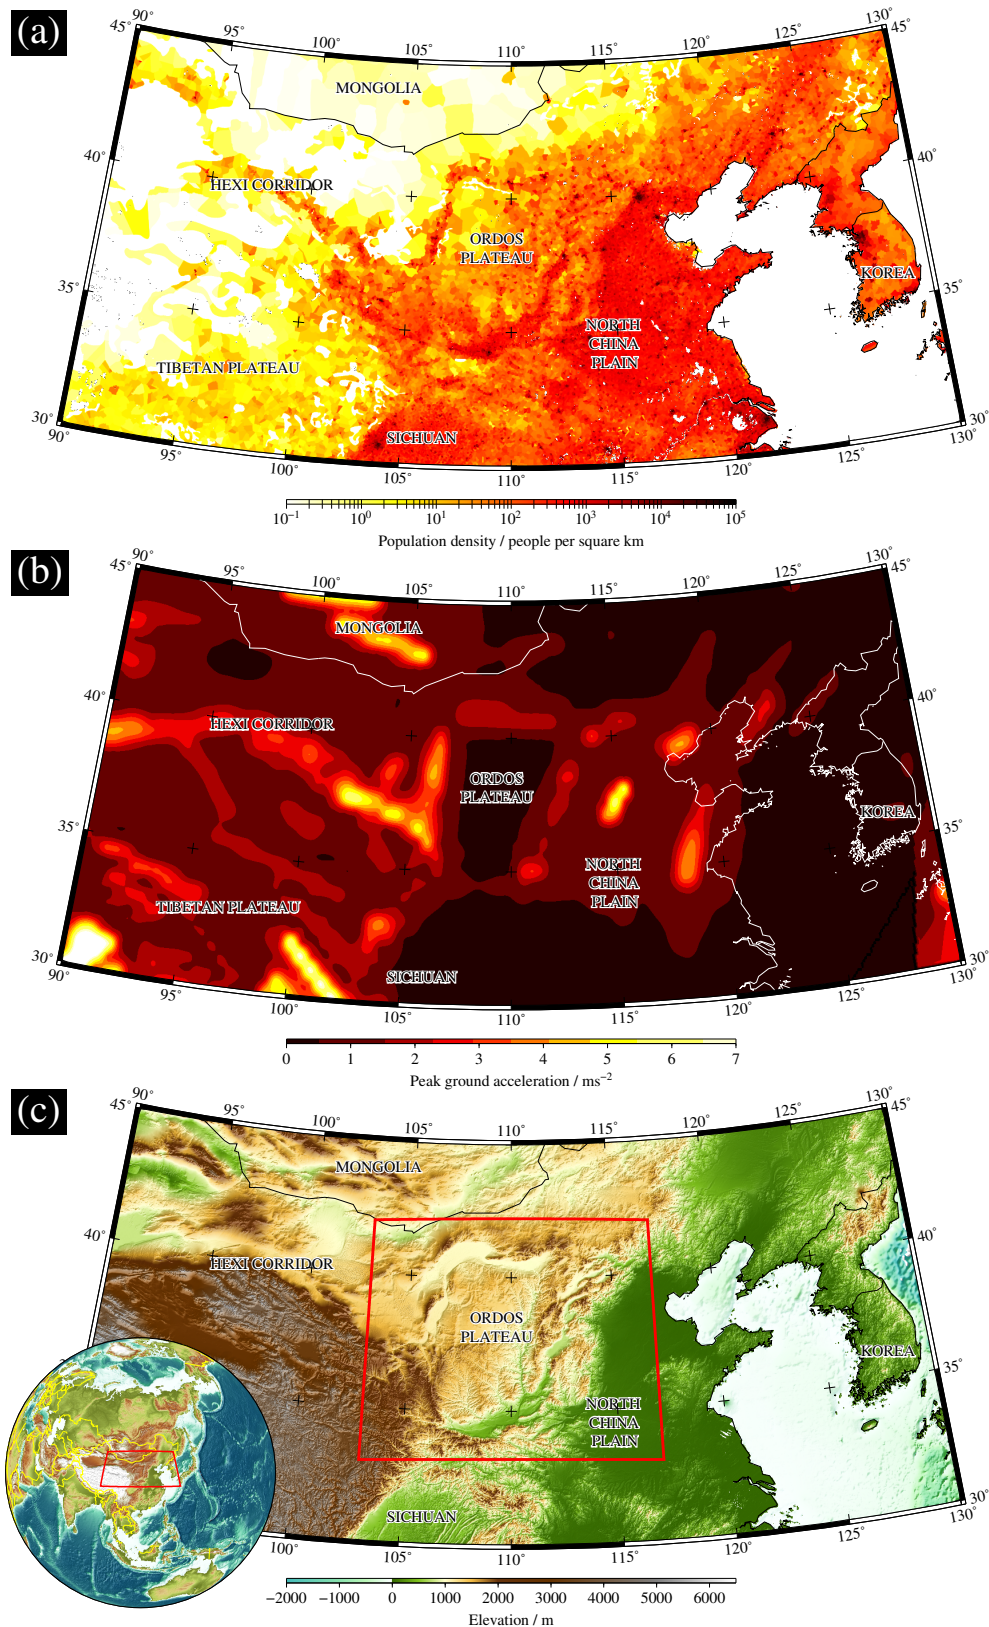 (a)
90° 95° 100° 105° 110° 115° 120° 125° 130°
45° 45°
40° 40°
35° 35°
30° 30°
MONGOLIA
HEXI CORRIDOR
ORDOS
PLATEAU
KOREA
NORTH
CHINA
PLAIN
TIBETAN PLATEAU
SICHUAN
90° 95° 100° 105° 110° 115° 120° 125° 130°
10⁻¹ 10⁰ 10¹ 10² 10³ 10⁴ 10⁵
Population density / people per square km
(b)
90° 95° 100° 105° 110° 115° 120° 125° 130°
45° 45°
40° 40°
35° 35°
30° 30°
MONGOLIA
HEXI CORRIDOR
ORDOS
PLATEAU
KOREA
NORTH
CHINA
PLAIN
TIBETAN PLATEAU
SICHUAN
90° 95° 100° 105° 110° 115° 120° 125° 130°
0 1 2 3 4 5 6 7
Peak ground acceleration / ms⁻²
(c)
90° 95° 100° 105° 110° 115° 120° 125° 130°
45° 45°
40° 40°
35°
30°
MONGOLIA
HEXI CORRIDOR
ORDOS
PLATEAU
KOREA
NORTH
CHINA
PLAIN
SICHUAN
100° 105° 110° 115° 120° 125° 130°
−2000 −1000 0 1000 2000 3000 4000 5000 6000
Elevation / m